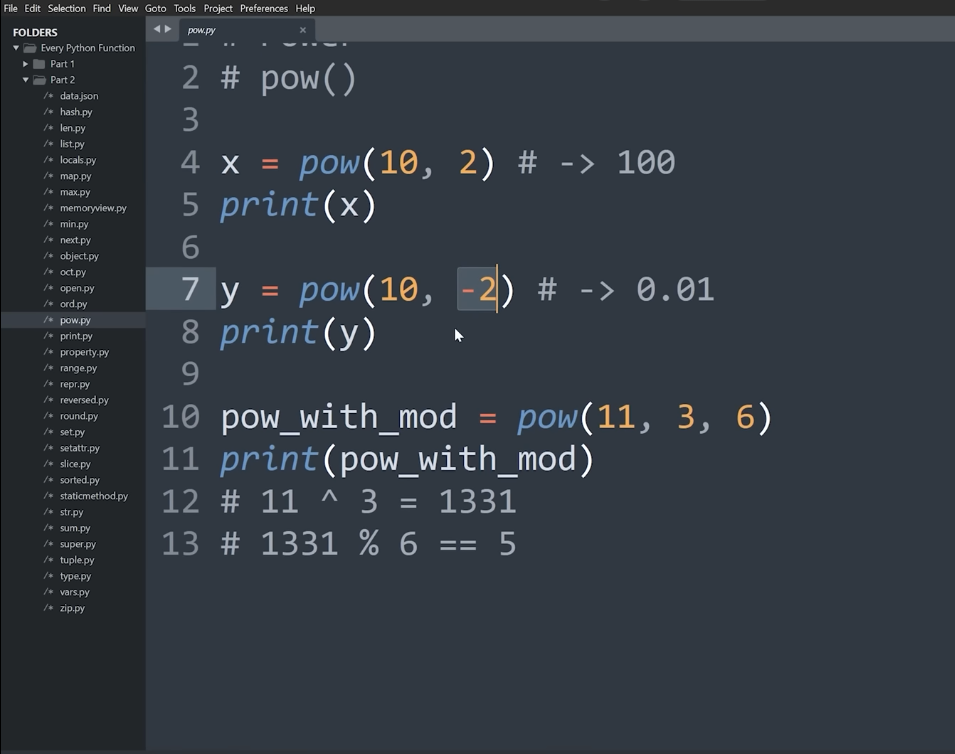 File Edit Selection Find View Goto Tools Project Preferences Help
FOLDERS
Every Python Function
Part 1
Part 2
/* data.json
/* hash.py
/* len.py
/* list.py
/* locals.py
/* map.py
/* max.py
/* memoryview.py
/* min.py
/* next.py
/* object.py
/* oct.py
/* open.py
/* ord.py
/* pow.py
/* print.py
/* property.py
/* range.py
/* repr.py
/* reversed.py
/* round.py
/* set.py
/* setattr.py
/* slice.py
/* sorted.py
/* staticmethod.py
/* str.py
/* sum.py
/* super.py
/* tuple.py
/* type.py
/* vars.py
/* zip.py
pow.py ×
2 # pow()
3
4 x = pow(10, 2) # -> 100
5 print(x)
6
7 y = pow(10, -2) # -> 0.01
8 print(y)
9
10 pow_with_mod = pow(11, 3, 6)
11 print(pow_with_mod)
12 # 11 ^ 3 = 1331
13 # 1331 % 6 == 5